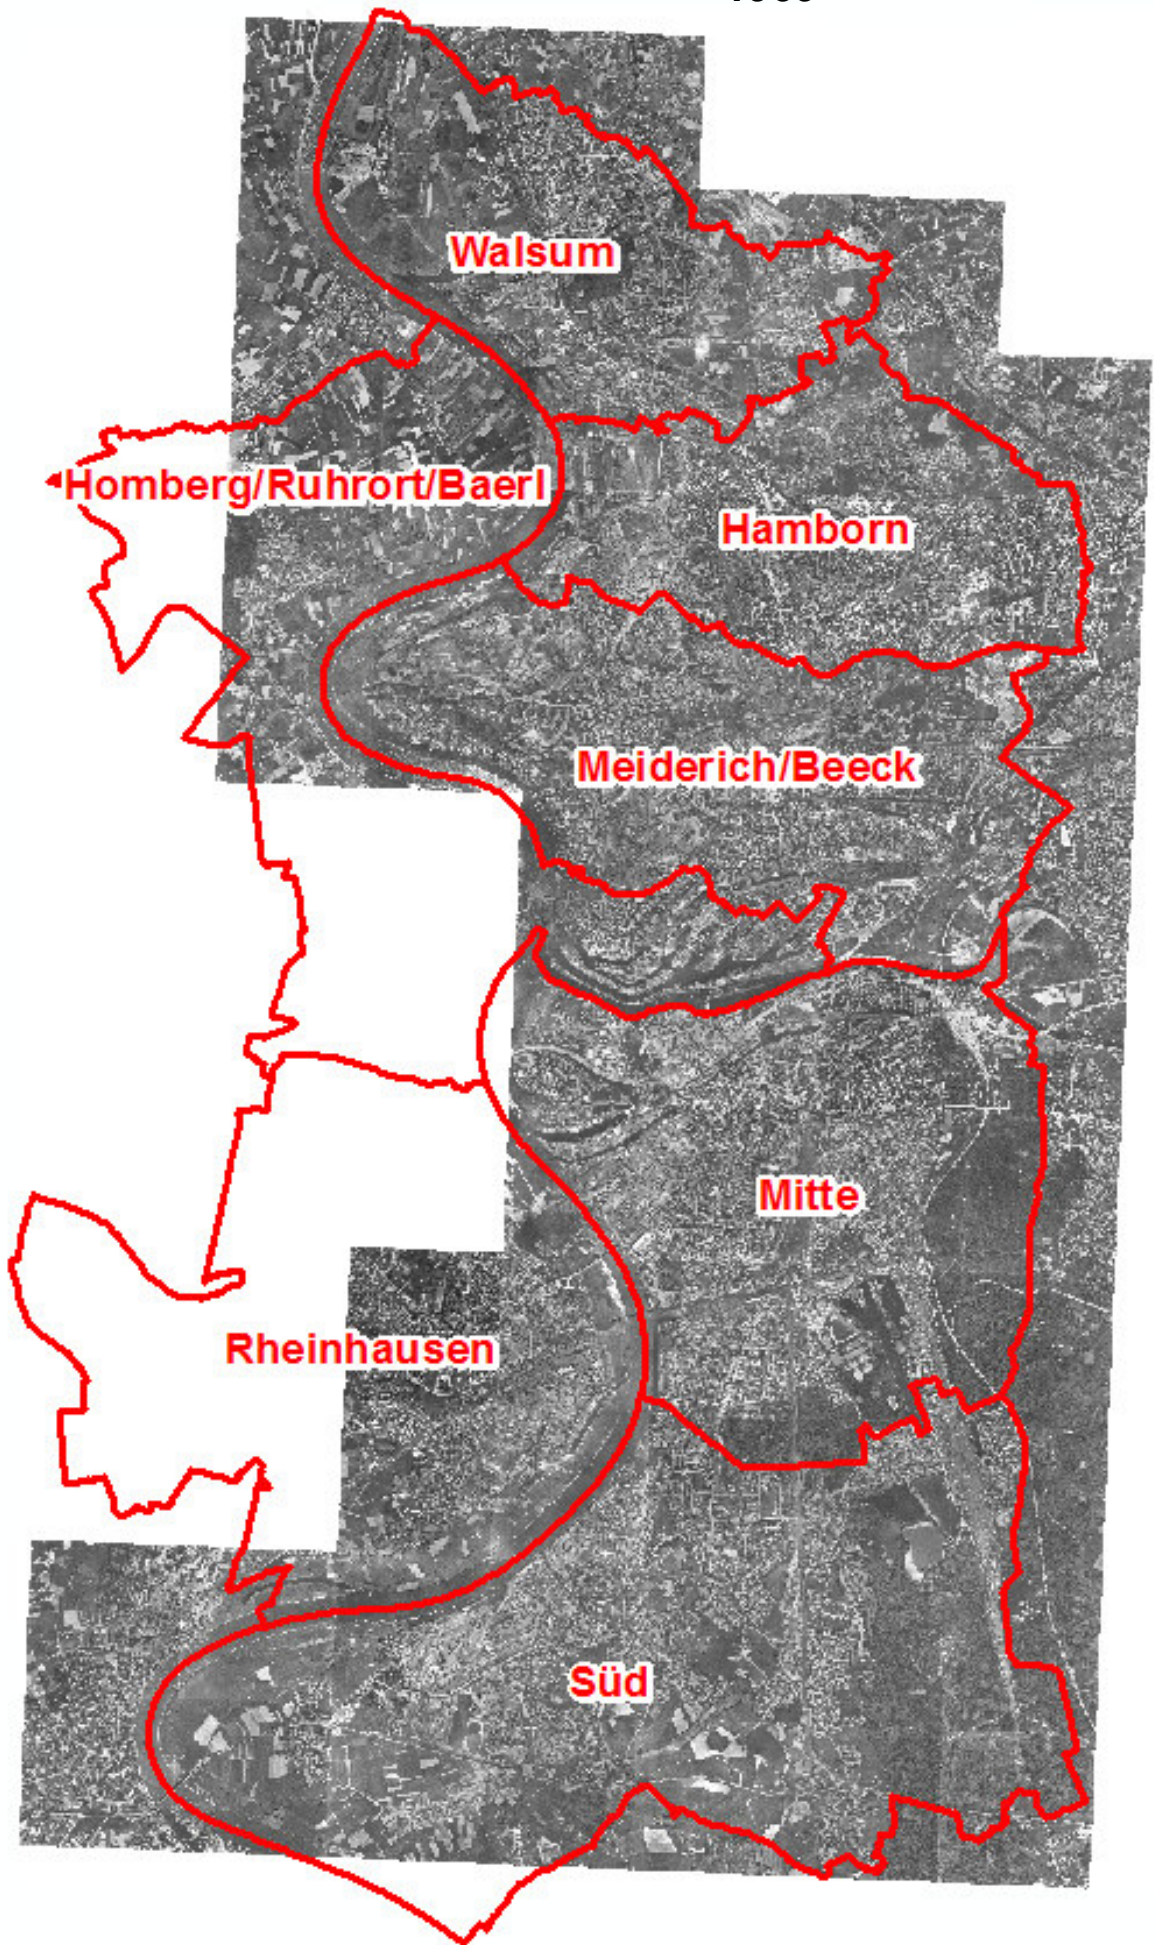 Walsum
Homberg/Ruhrort/Baerl
Hamborn
Meiderich/Beeck
Mitte
Rheinhausen
Süd